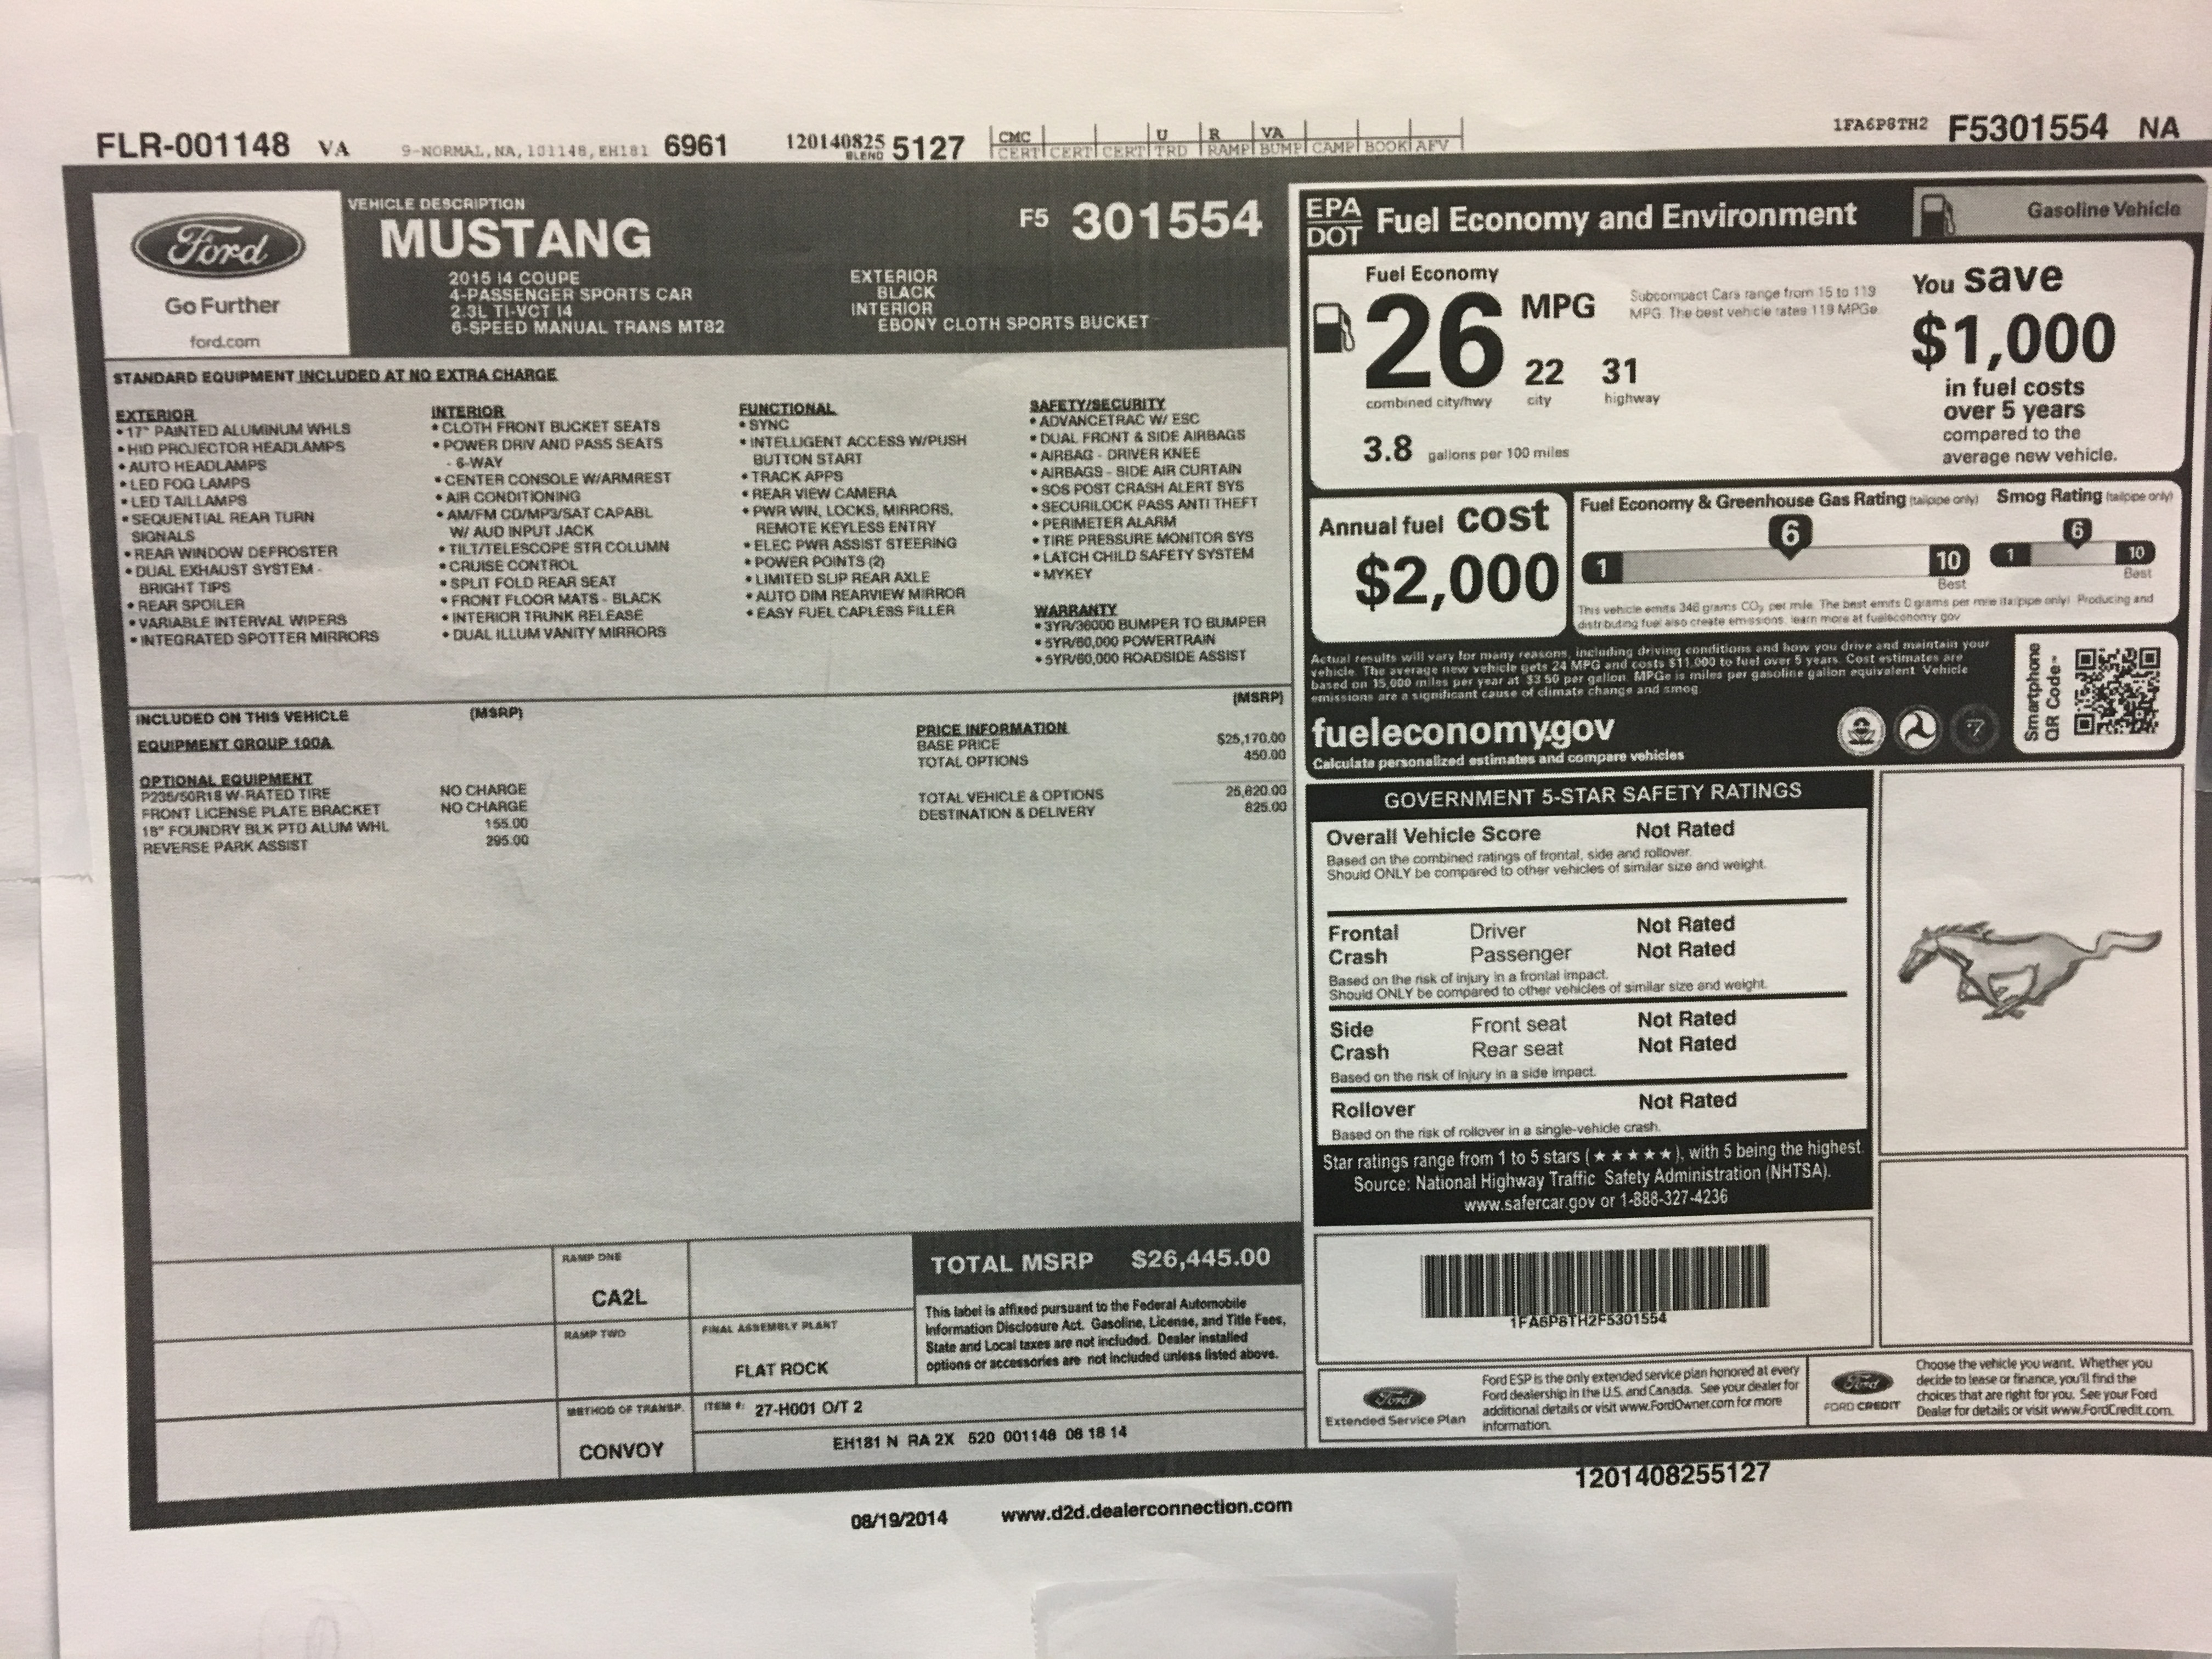 FLR-001148 VA 9-NORMAL,NA,101148,EH181 6961 120140825 BLEND 5127
CMC U R VA
CERT CERT CERT TRD RAMP BUMP CAMP BOOK AFV
1FA6P8TH2 F5301554 NA
Ford
Go Further
ford.com
VEHICLE DESCRIPTION
MUSTANG
F5 301554
2015 I4 COUPE
4-PASSENGER SPORTS CAR
2.3L TI-VCT I4
6-SPEED MANUAL TRANS MT82
EXTERIOR
BLACK
INTERIOR
EBONY CLOTH SPORTS BUCKET
STANDARD EQUIPMENT INCLUDED AT NO EXTRA CHARGE
EXTERIOR
• 17" PAINTED ALUMINUM WHLS
• HID PROJECTOR HEADLAMPS
• AUTO HEADLAMPS
• LED FOG LAMPS
• LED TAILLAMPS
• SEQUENTIAL REAR TURN
SIGNALS
• REAR WINDOW DEFROSTER
• DUAL EXHAUST SYSTEM -
BRIGHT TIPS
• REAR SPOILER
• VARIABLE INTERVAL WIPERS
• INTEGRATED SPOTTER MIRRORS
INTERIOR
• CLOTH FRONT BUCKET SEATS
• POWER DRIV AND PASS SEATS
- 6-WAY
• CENTER CONSOLE W/ARMREST
• AIR CONDITIONING
• AM/FM CD/MP3/SAT CAPABL
W/ AUD INPUT JACK
• TILT/TELESCOPE STR COLUMN
• CRUISE CONTROL
• SPLIT FOLD REAR SEAT
• FRONT FLOOR MATS - BLACK
• INTERIOR TRUNK RELEASE
• DUAL ILLUM VANITY MIRRORS
FUNCTIONAL
• SYNC
• INTELLIGENT ACCESS W/PUSH
BUTTON START
• TRACK APPS
• REAR VIEW CAMERA
• PWR WIN, LOCKS, MIRRORS,
REMOTE KEYLESS ENTRY
• ELEC PWR ASSIST STEERING
• POWER POINTS (2)
• LIMITED SLIP REAR AXLE
• AUTO DIM REARVIEW MIRROR
• EASY FUEL CAPLESS FILLER
SAFETY/SECURITY
• ADVANCETRAC W/ ESC
• DUAL FRONT & SIDE AIRBAGS
• AIRBAG - DRIVER KNEE
• AIRBAGS - SIDE AIR CURTAIN
• SOS POST CRASH ALERT SYS
• SECURILOCK PASS ANTI THEFT
• PERIMETER ALARM
• TIRE PRESSURE MONITOR SYS
• LATCH CHILD SAFETY SYSTEM
• MYKEY
WARRANTY
• 3YR/36000 BUMPER TO BUMPER
• 5YR/60,000 POWERTRAIN
• 5YR/60,000 ROADSIDE ASSIST
INCLUDED ON THIS VEHICLE (MSRP)
EQUIPMENT GROUP 100A
OPTIONAL EQUIPMENT
P235/50R18 W-RATED TIRE NO CHARGE
FRONT LICENSE PLATE BRACKET NO CHARGE
18" FOUNDRY BLK PTD ALUM WHL 155.00
REVERSE PARK ASSIST 295.00
(MSRP)
PRICE INFORMATION
BASE PRICE $25,170.00
TOTAL OPTIONS 450.00
TOTAL VEHICLE & OPTIONS 25,620.00
DESTINATION & DELIVERY 825.00
RAMP ONE
CA2L
RAMP TWO
FINAL ASSEMBLY PLANT
FLAT ROCK
METHOD OF TRANSP.
CONVOY
ITEM #: 27-H001 O/T 2
EH181 N RA 2X 520 001148 08 18 14
TOTAL MSRP $26,445.00
This label is affixed pursuant to the Federal Automobile
Information Disclosure Act. Gasoline, License, and Title Fees,
State and Local taxes are not included. Dealer installed
options or accessories are not included unless listed above.
EPA
DOT
Fuel Economy and Environment
Gasoline Vehicle
Fuel Economy
26 MPG
combined city/hwy
22 city
31 highway
3.8 gallons per 100 miles
Subcompact Cars range from 15 to 119
MPG. The best vehicle rates 119 MPGe.
You save
$1,000
in fuel costs
over 5 years
compared to the
average new vehicle.
Annual fuel cost
$2,000
Fuel Economy & Greenhouse Gas Rating (tailpipe only)
1 6 10
Best
Smog Rating (tailpipe only)
1 6 10
Best
This vehicle emits 346 grams CO2 per mile. The best emits 0 grams per mile (tailpipe only). Producing and
distributing fuel also create emissions. learn more at fueleconomy.gov
Actual results will vary for many reasons, including driving conditions and how you drive and maintain your
vehicle. The average new vehicle gets 24 MPG and costs $11,000 to fuel over 5 years. Cost estimates are
based on 15,000 miles per year at $3.50 per gallon. MPGe is miles per gasoline gallon equivalent. Vehicle
emissions are a significant cause of climate change and smog.
fueleconomy.gov
Calculate personalized estimates and compare vehicles
Smartphone
QR Code™
GOVERNMENT 5-STAR SAFETY RATINGS
Overall Vehicle Score Not Rated
Based on the combined ratings of frontal, side and rollover.
Should ONLY be compared to other vehicles of similar size and weight.
Frontal Driver Not Rated
Crash Passenger Not Rated
Based on the risk of injury in a frontal impact.
Should ONLY be compared to other vehicles of similar size and weight.
Side Front seat Not Rated
Crash Rear seat Not Rated
Based on the risk of injury in a side impact.
Rollover Not Rated
Based on the risk of rollover in a single-vehicle crash.
Star ratings range from 1 to 5 stars (★★★★★), with 5 being the highest.
Source: National Highway Traffic Safety Administration (NHTSA).
www.safercar.gov or 1-888-327-4236
1FA6P8TH2F5301554
Ford
Extended Service Plan
Ford ESP is the only extended service plan honored at every
Ford dealership in the U.S. and Canada. See your dealer for
additional details or visit www.FordOwner.com for more
information.
Ford
FORD CREDIT
Choose the vehicle you want. Whether you
decide to lease or finance, you'll find the
choices that are right for you. See your Ford
Dealer for details or visit www.FordCredit.com.
1201408255127
08/19/2014 www.d2d.dealerconnection.com